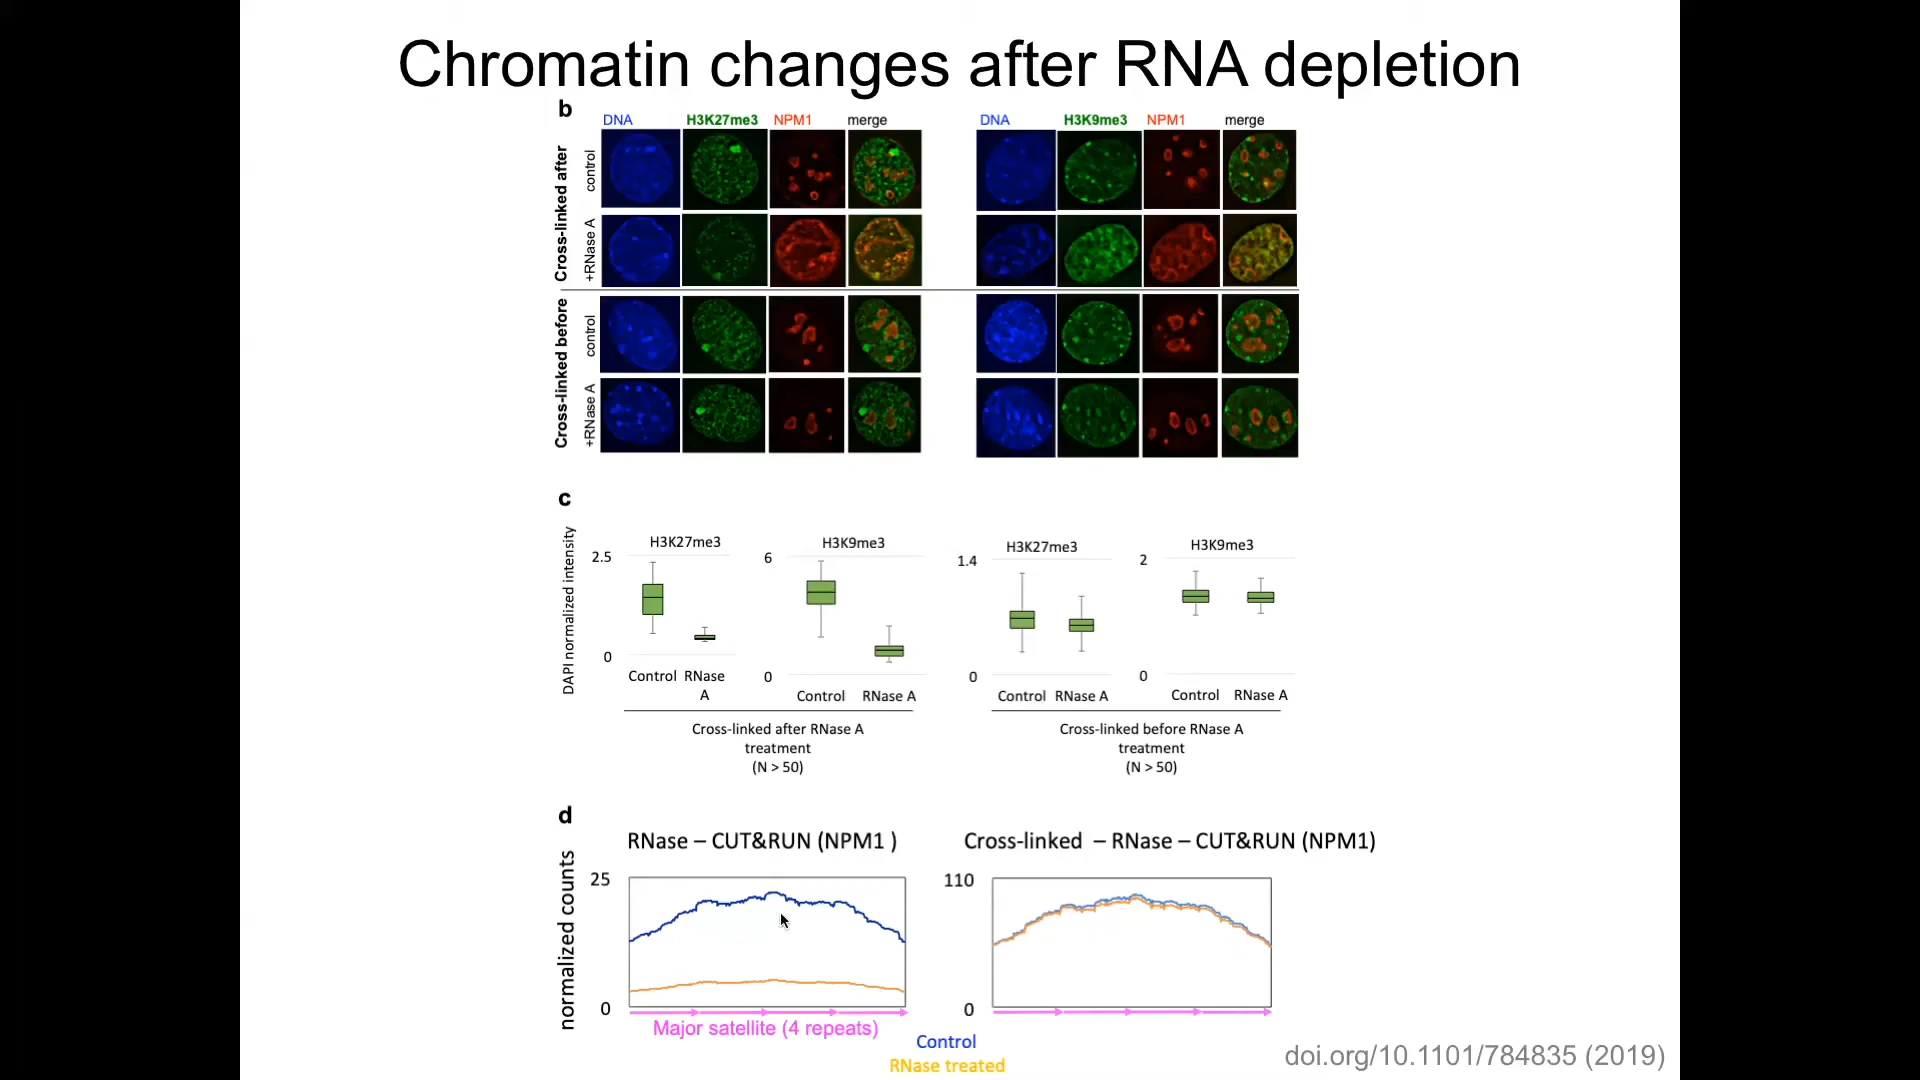 Chromatin changes after RNA depletion
b
DNA H3K27me3 NPM1 merge
DNA H3K9me3 NPM1 merge
Cross-linked after
control
+RNase A
Cross-linked before
control
+RNase A
c
DAPI normalized intensity
H3K27me3
2.5
0
Control RNase
A
H3K9me3
6
0
Control RNase A
Cross-linked after RNase A
treatment
(N > 50)
H3K27me3
1.4
0
Control RNase A
H3K9me3
2
0
Control RNase A
Cross-linked before RNase A
treatment
(N > 50)
d
normalized counts
RNase – CUT&RUN (NPM1 )
25
0
Major satellite (4 repeats)
Cross-linked – RNase – CUT&RUN (NPM1)
110
0
Control
RNase treated
doi.org/10.1101/784835 (2019)